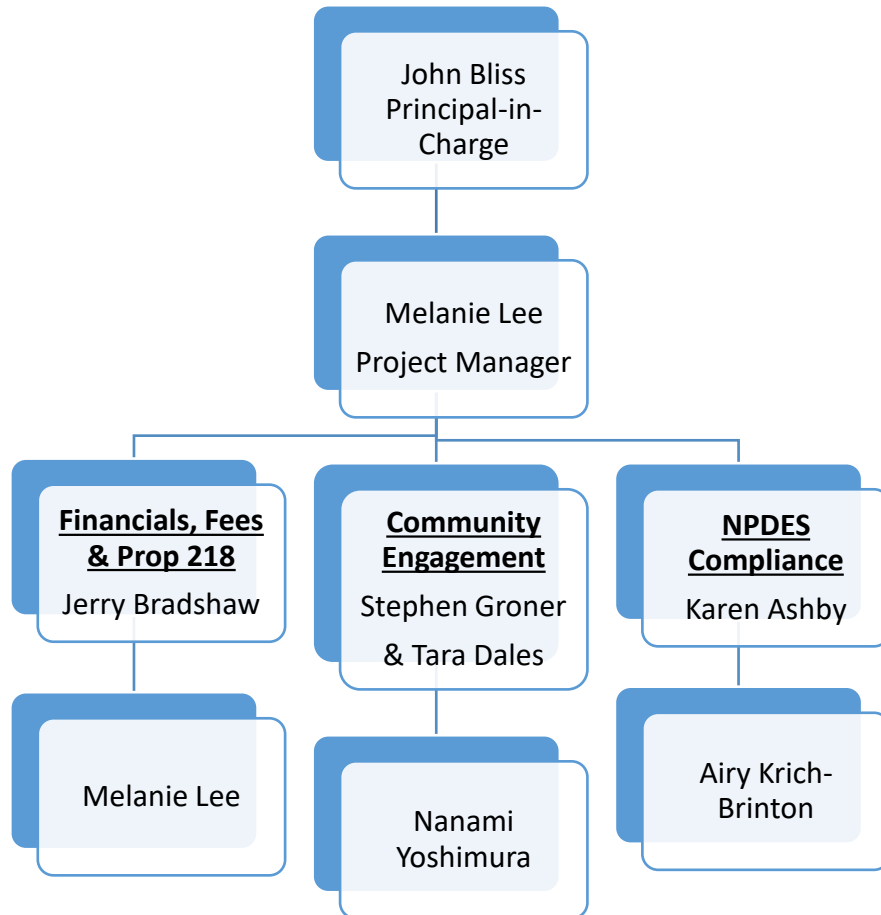 John Bliss
Principal-in-
Charge
Melanie Lee
Project Manager
Financials, Fees
& Prop 218
Jerry Bradshaw
Community
Engagement
Stephen Groner
& Tara Dales
NPDES
Compliance
Karen Ashby
Melanie Lee
Nanami
Yoshimura
Airy Krich-
Brinton